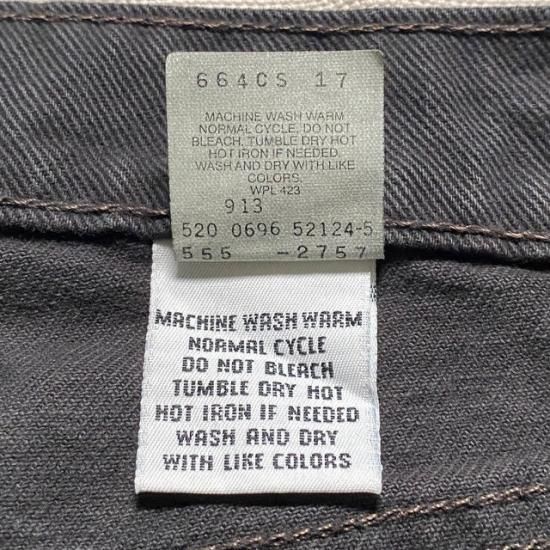 664CS 17
MACHINE WASH WARM
NORMAL CYCLE. DO NOT
BLEACH. TUMBLE DRY HOT
HOT IRON IF NEEDED.
WASH AND DRY WITH LIKE
COLORS.
WPL 423
913
520 0696 52124-5
555 -2757
MACHINE WASH WARM
NORMAL CYCLE
DO NOT BLEACH
TUMBLE DRY HOT
HOT IRON IF NEEDED
WASH AND DRY
WITH LIKE COLORS